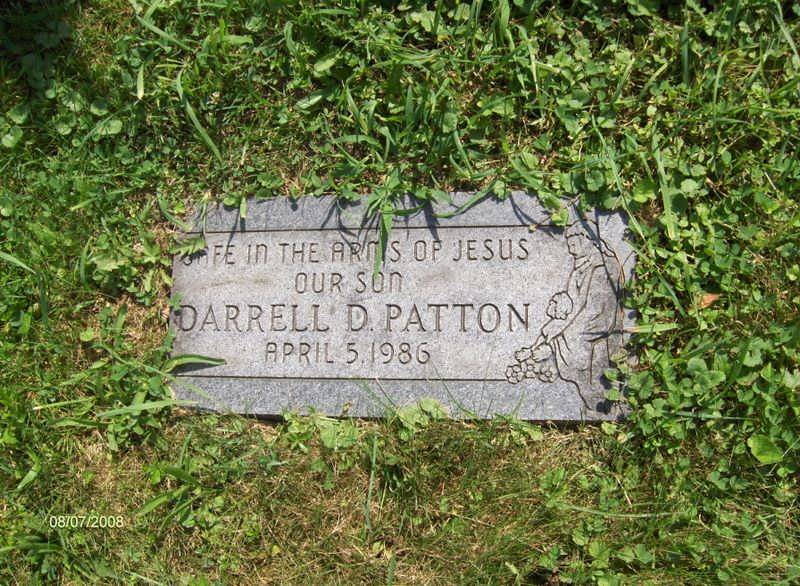 SAFE IN THE ARMS OF JESUS
OUR SON
DARRELL D. PATTON
APRIL 5, 1986
08/07/2008